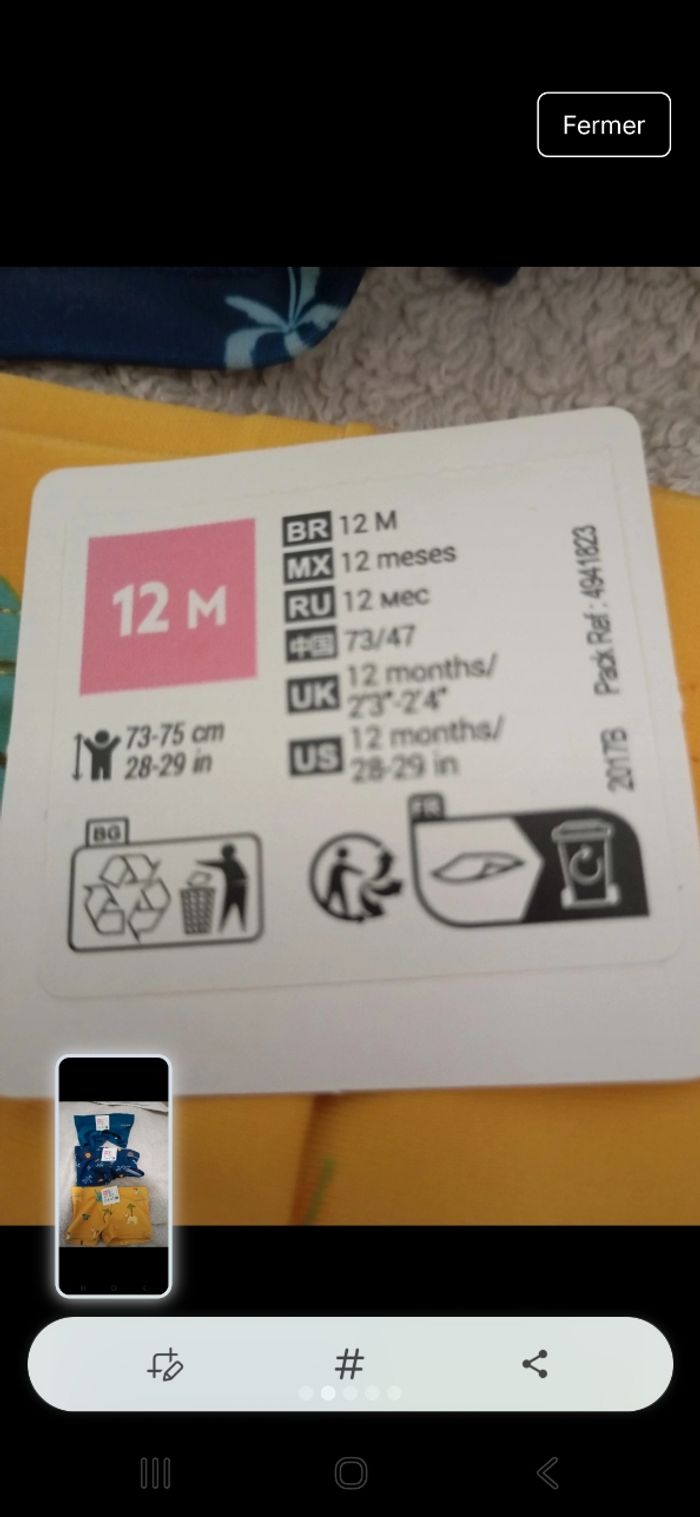 Fermer
12 M
BR 12 M
MX 12 meses
RU 12 мес
中国 73/47
UK 12 months/
2'3"-2'4"
US 12 months/
28-29 in
73-75 cm
28-29 in
Pack Ref : 4941823
2017B
BG
FR